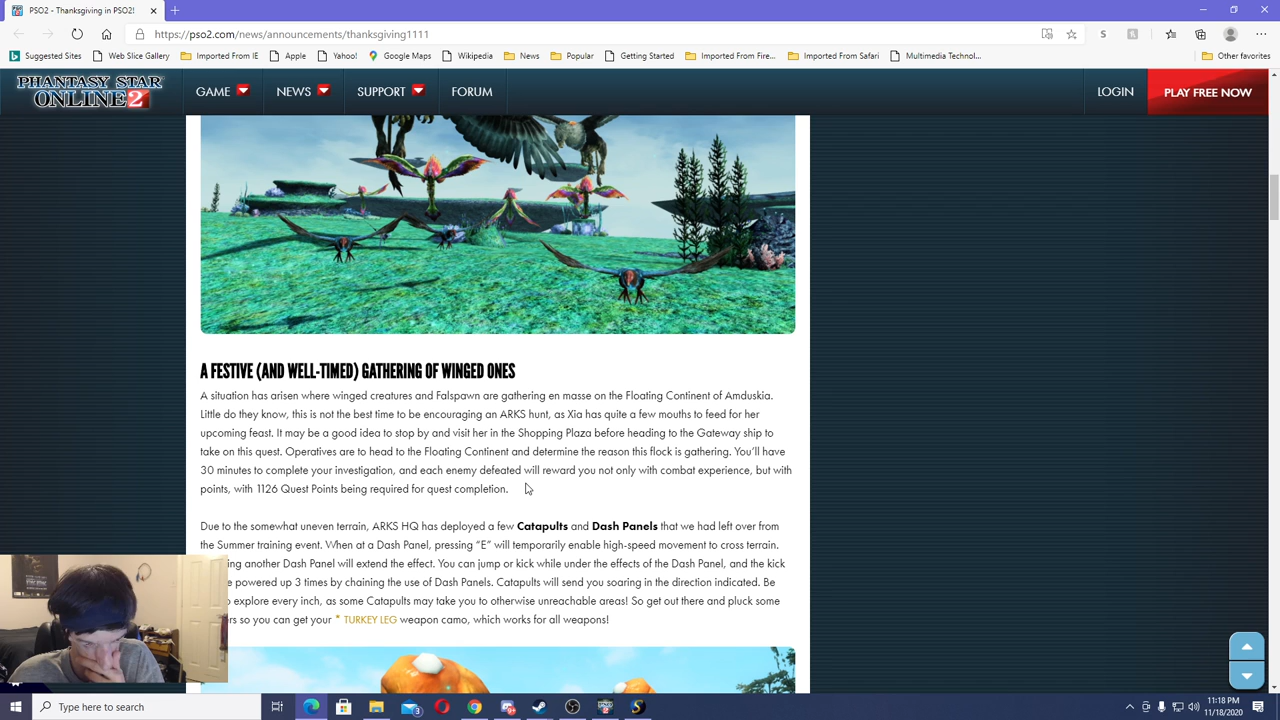 PSO2 - Thanksgiving in PSO2!
https://pso2.com/news/announcements/thanksgiving1111
Suggested Sites
Web Slice Gallery
Imported From IE
Apple
Yahoo!
Google Maps
Wikipedia
News
Popular
Getting Started
Imported From Fire...
Imported From Safari
Multimedia Technol...
Other favorites
PHANTASY STAR
ONLINE 2
GAME
NEWS
SUPPORT
FORUM
LOGIN
PLAY FREE NOW
A FESTIVE (AND WELL-TIMED) GATHERING OF WINGED ONES
A situation has arisen where winged creatures and Falspawn are gathering en masse on the Floating Continent of Amduskia.
Little do they know, this is not the best time to be encouraging an ARKS hunt, as Xia has quite a few mouths to feed for her
upcoming feast. It may be a good idea to stop by and visit her in the Shopping Plaza before heading to the Gateway ship to
take on this quest. Operatives are to head to the Floating Continent and determine the reason this flock is gathering. You'll have
30 minutes to complete your investigation, and each enemy defeated will reward you not only with combat experience, but with
points, with 1126 Quest Points being required for quest completion.
Due to the somewhat uneven terrain, ARKS HQ has deployed a few Catapults and Dash Panels that we had left over from
the Summer training event. When at a Dash Panel, pressing "E" will temporarily enable high-speed movement to cross terrain.
ing another Dash Panel will extend the effect. You can jump or kick while under the effects of the Dash Panel, and the kick
e powered up 3 times by chaining the use of Dash Panels. Catapults will send you soaring in the direction indicated. Be
o explore every inch, as some Catapults may take you to otherwise unreachable areas! So get out there and pluck some
ers so you can get your * TURKEY LEG weapon camo, which works for all weapons!
Type here to search
3
11:18 PM
11/18/2020